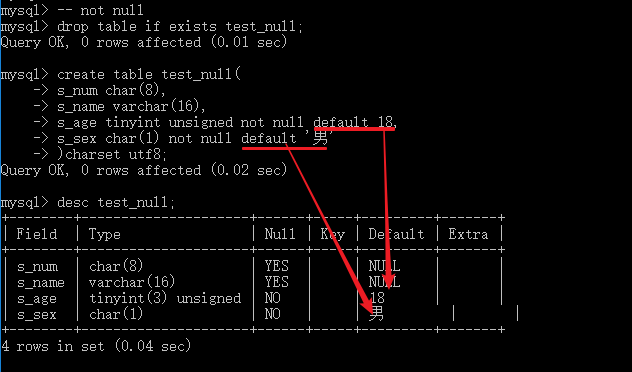 mysql> -- not null
mysql> drop table if exists test_null;
Query OK, 0 rows affected (0.01 sec)
mysql> create table test_null(
-> s_num char(8),
-> s_name varchar(16),
-> s_age tinyint unsigned not null default 18,
-> s_sex char(1) not null default '男'
-> )charset utf8;
Query OK, 0 rows affected (0.02 sec)
mysql> desc test_null;
+--------+---------------------+------+-----+---------+-------+
| Field | Type | Null | Key | Default | Extra |
+--------+---------------------+------+-----+---------+-------+
| s_num | char(8) | YES | | NULL | |
| s_name | varchar(16) | YES | | NULL | |
| s_age | tinyint(3) unsigned | NO | | 18 | |
| s_sex | char(1) | NO | | 男 | |
+--------+---------------------+------+-----+---------+-------+
4 rows in set (0.04 sec)